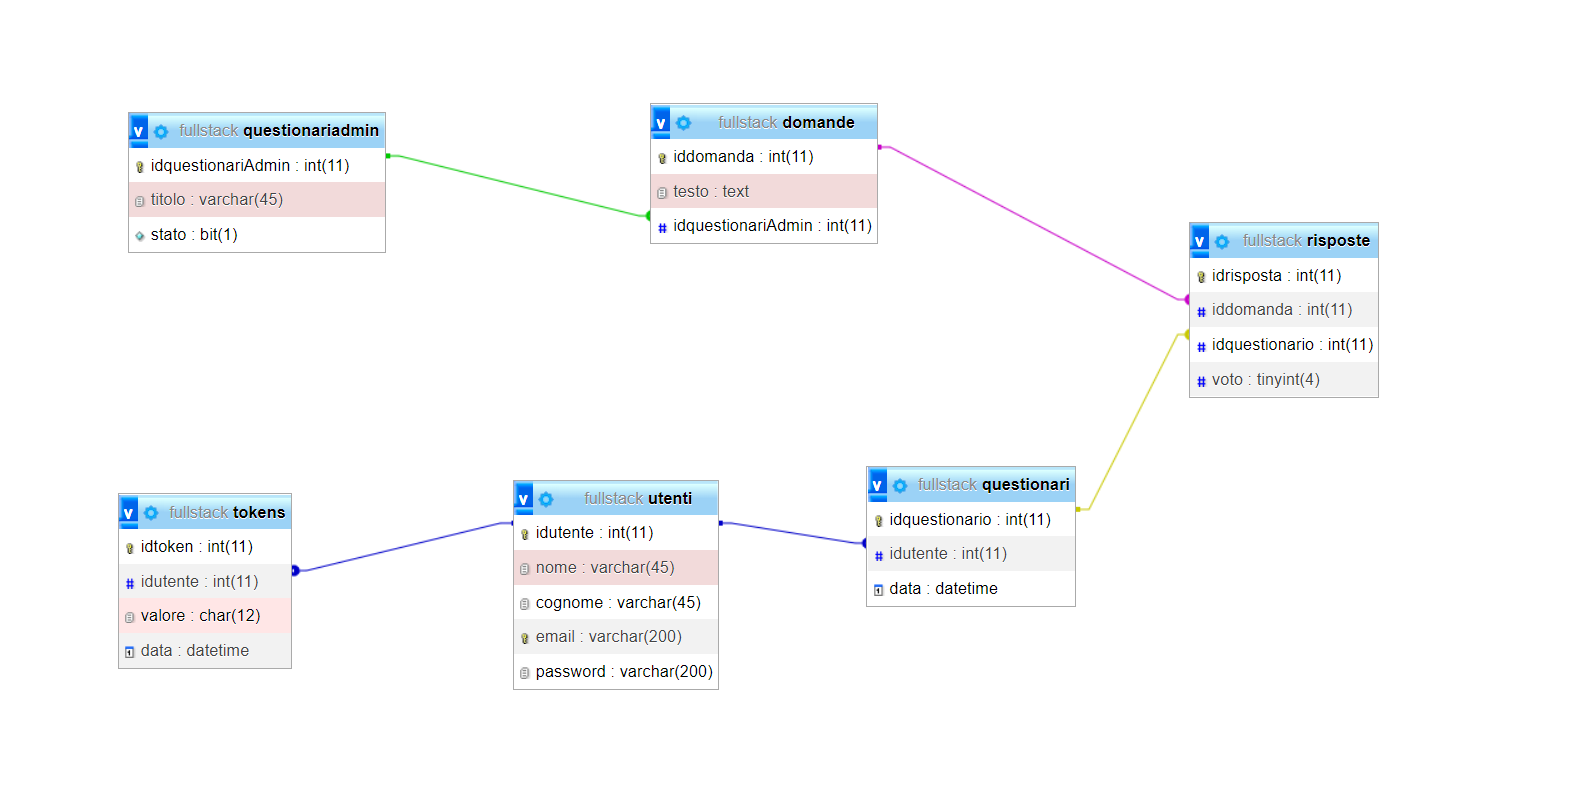 v fullstack questionariadmin
idquestionariAdmin : int(11)
titolo : varchar(45)
stato : bit(1)
v fullstack domande
iddomanda : int(11)
testo : text
# idquestionariAdmin : int(11)
v fullstack risposte
idrisposta : int(11)
# iddomanda : int(11)
# idquestionario : int(11)
# voto : tinyint(4)
v fullstack tokens
idtoken : int(11)
# idutente : int(11)
valore : char(12)
data : datetime
v fullstack utenti
idutente : int(11)
nome : varchar(45)
cognome : varchar(45)
email : varchar(200)
password : varchar(200)
v fullstack questionari
idquestionario : int(11)
# idutente : int(11)
data : datetime